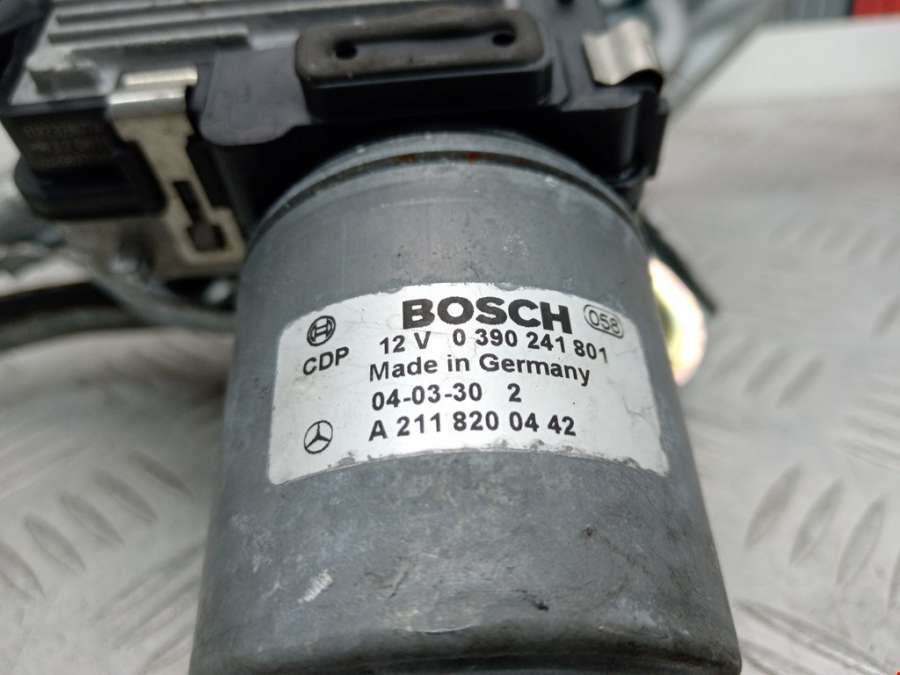 BOSCH 058
CDP 12 V 0 390 241 801
Made in Germany
04-03-30 2
A 211 820 04 42